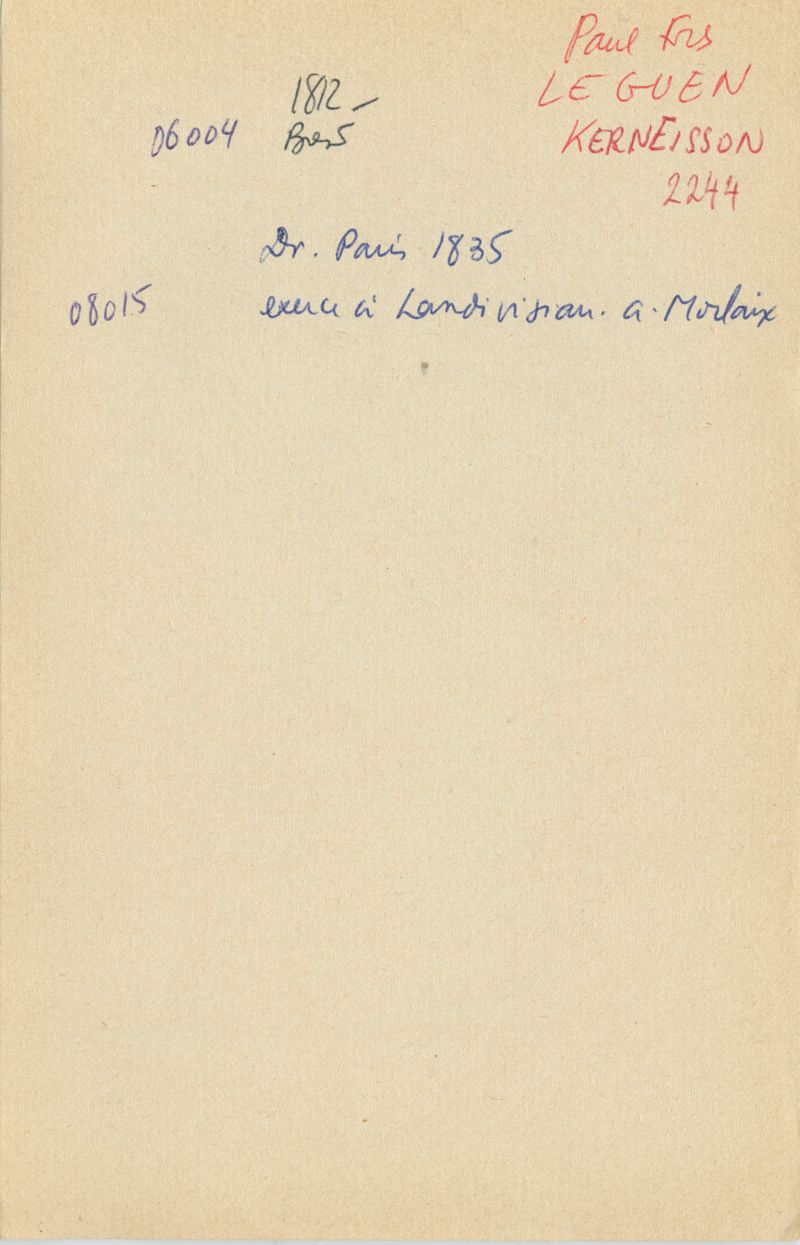 Paul Frs
LE GUEN
KERNEISSON
2244
1812 –
06004 Brest
Dr. Paris 1835
08015 exerce à Landivisiau. à Morlaix